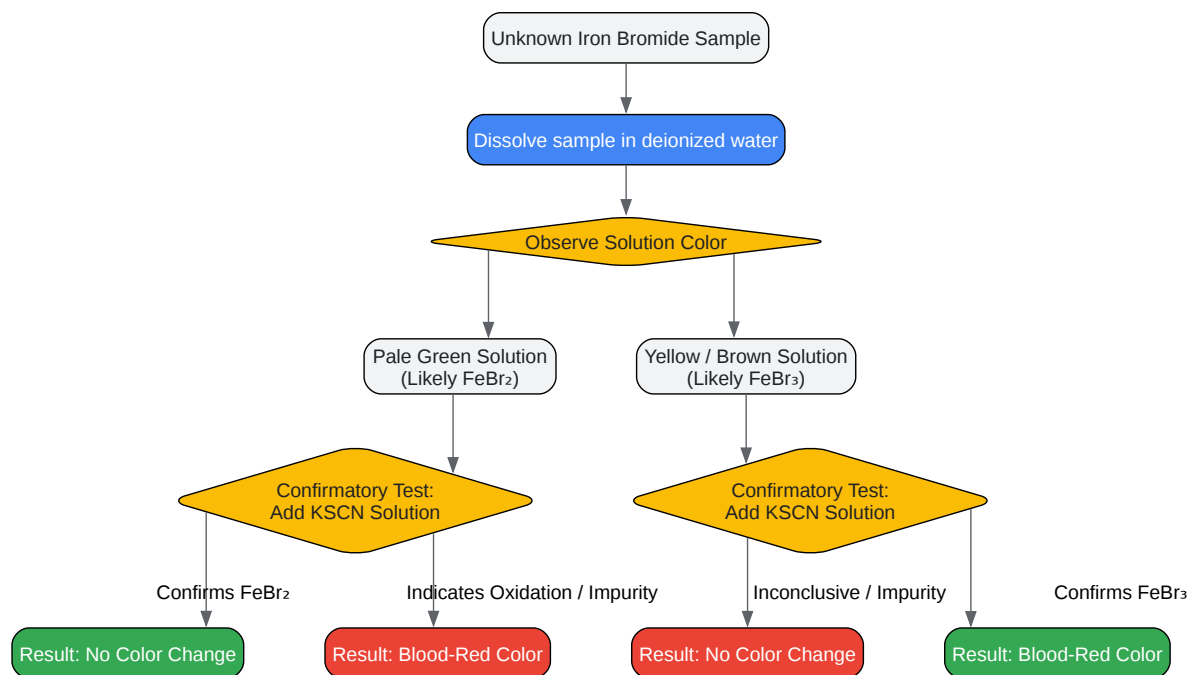 Unknown Iron Bromide Sample
Dissolve sample in deionized water
Observe Solution Color
Pale Green Solution
(Likely FeBr₂)
Yellow / Brown Solution
(Likely FeBr₃)
Confirmatory Test:
Add KSCN Solution
Confirmatory Test:
Add KSCN Solution
Confirms FeBr₂
Indicates Oxidation / Impurity
Inconclusive / Impurity
Confirms FeBr₃
Result: No Color Change
Result: Blood-Red Color
Result: No Color Change
Result: Blood-Red Color